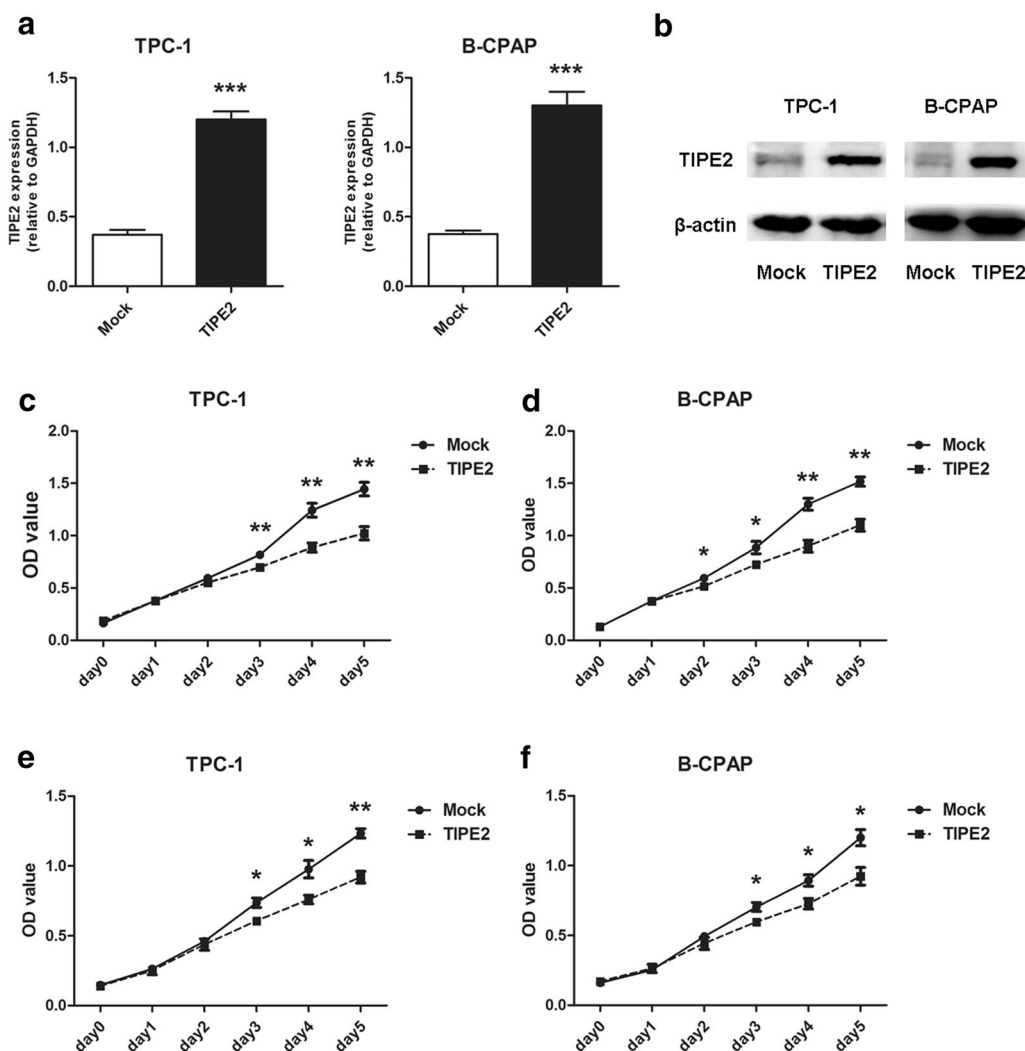 a
TPC-1
TIPE2 expression
(relative to GAPDH)
1.5
1.0
0.5
0.0
***
Mock
TIPE2
B-CPAP
TIPE2 expression
(relative to GAPDH)
1.5
1.0
0.5
0.0
***
Mock
TIPE2
b
TPC-1 B-CPAP
TIPE2
β-actin
Mock TIPE2 Mock TIPE2
c
TPC-1
OD value
2.0
1.5
1.0
0.5
0.0
** ** **
Mock
TIPE2
day0 day1 day2 day3 day4 day5
d
B-CPAP
OD value
2.0
1.5
1.0
0.5
0.0
* * ** **
Mock
TIPE2
day0 day1 day2 day3 day4 day5
e
TPC-1
OD value
1.5
1.0
0.5
0.0
* * **
Mock
TIPE2
day0 day1 day2 day3 day4 day5
f
B-CPAP
OD value
1.5
1.0
0.5
0.0
* * *
Mock
TIPE2
day0 day1 day2 day3 day4 day5